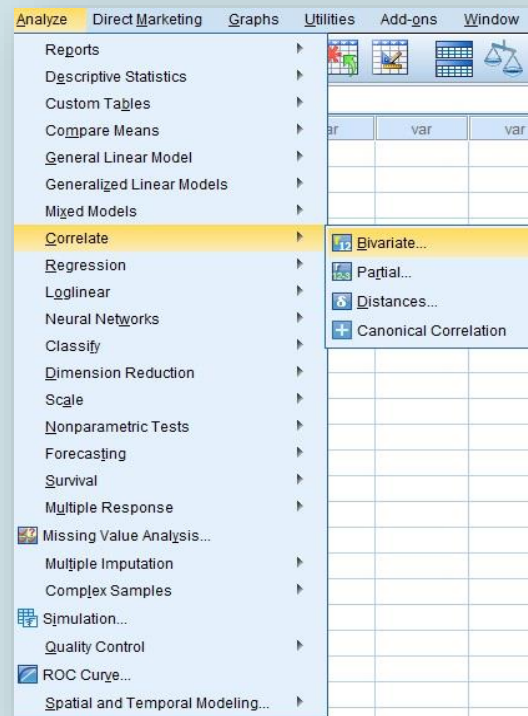 Analyze Direct Marketing Graphs Utilities Add-ons Window
Reports
Descriptive Statistics
Custom Tables
Compare Means
ar var var
General Linear Model
Generalized Linear Models
Mixed Models
Correlate
Bivariate...
Regression
Partial...
Loglinear
Distances...
Neural Networks
Canonical Correlation
Classify
Dimension Reduction
Scale
Nonparametric Tests
Forecasting
Survival
Multiple Response
Missing Value Analysis...
Multiple Imputation
Complex Samples
Simulation...
Quality Control
ROC Curve...
Spatial and Temporal Modeling...